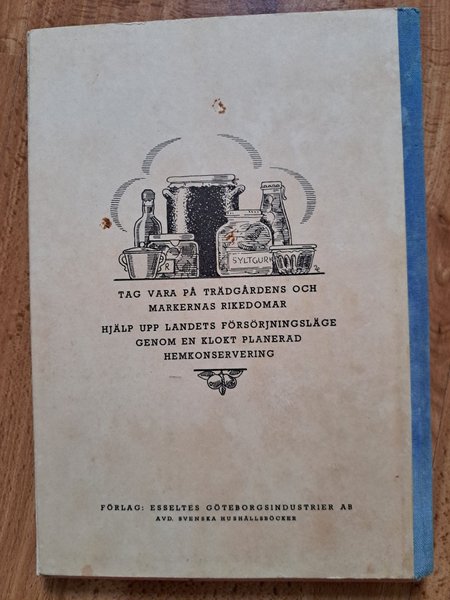 R
SYLTGURK
TAG VARA PÅ TRÄDGÅRDENS OCH
MARKERNAS RIKEDOMAR
HJÄLP UPP LANDETS FÖRSÖRJNINGSLÄGE
GENOM EN KLOKT PLANERAD
HEMKONSERVERING
FÖRLAG: ESSELTES GÖTEBORGSINDUSTRIER AB
AVD. SVENSKA HUSHÅLLSBÖCKER